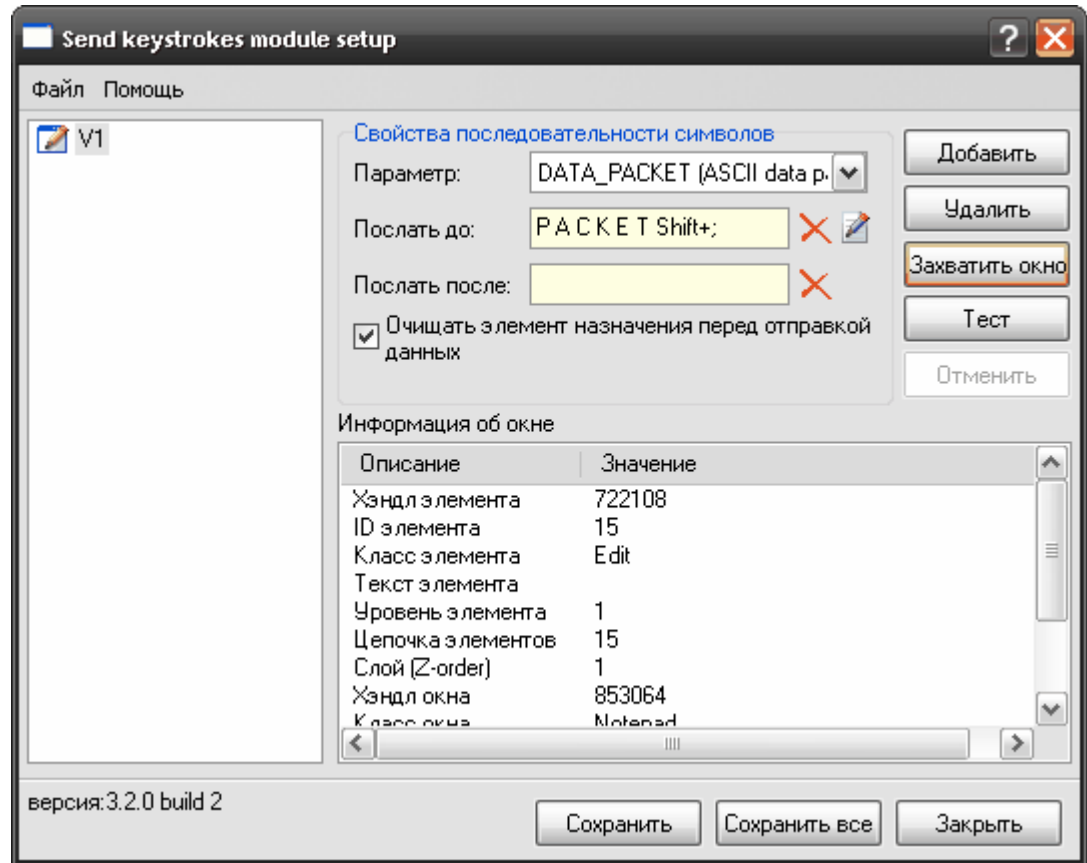 Send keystrokes module setup
Файл Помощь
V1
Свойства последовательности символов
Параметр: DATA_PACKET (ASCII data p
Послать до: P A C K E T Shift+;
Послать после:
Очищать элемент назначения перед отправкой
данных
Добавить
Удалить
Захватить окно
Тест
Отменить
Информация об окне
Описание Значение
Хэндл элемента 722108
ID элемента 15
Класс элемента Edit
Текст элемента
Уровень элемента 1
Цепочка элементов 15
Слой (Z-order) 1
Хэндл окна 853064
Класс окна Notepad
версия:3.2.0 build 2
Сохранить Сохранить все Закрыть